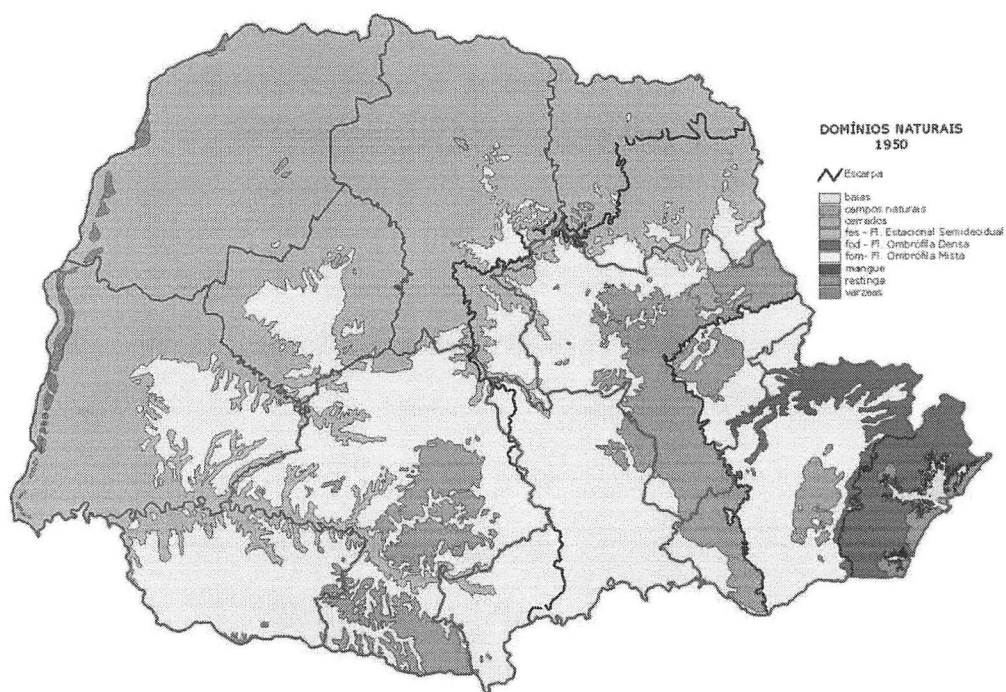 DOMÍNIOS NATURAIS
1950
Escarpa
baias
campos naturais
cerrados
fes - Fl. Estacional Semidecidual
fod - Fl. Ombrófila Densa
fom - Fl. Ombrófila Mista
mangue
restinga
varzeas